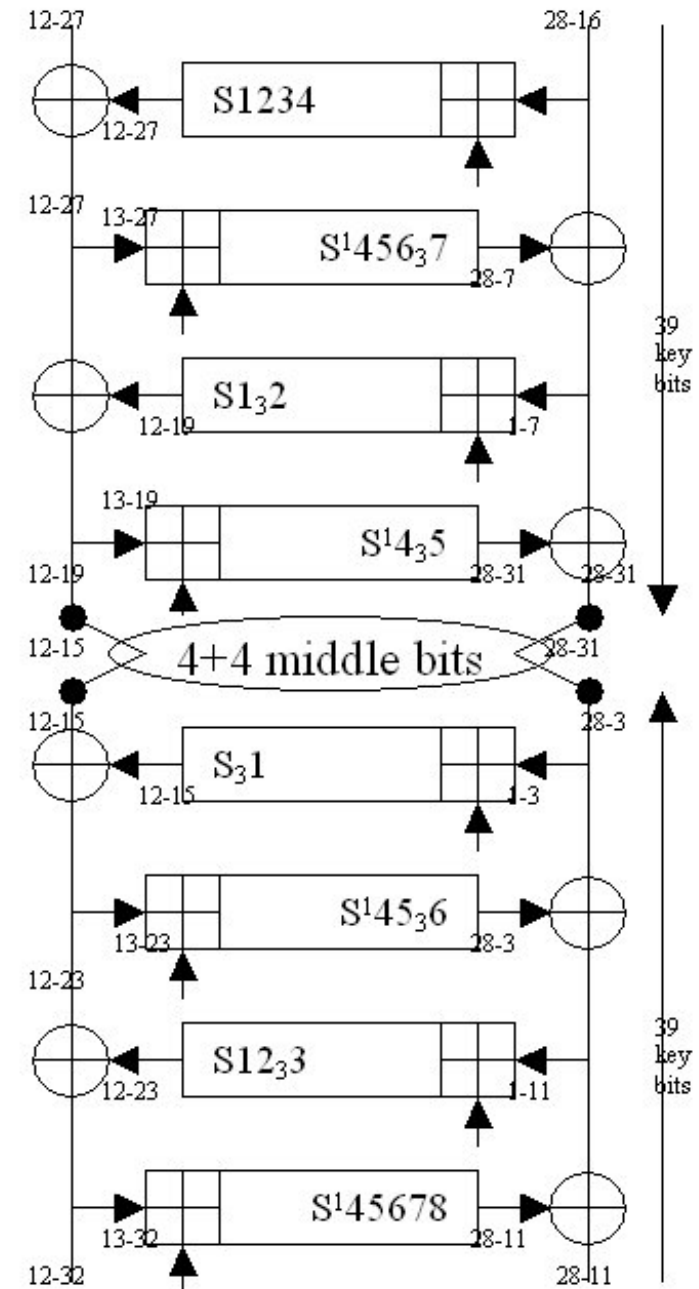 12-27 28-16
S1234
12-27
12-27 13-27
S¹456₃7
28-7
39
key
bits
S1₃2
12-19 1-7
13-19
S¹4₃5
12-19 28-31 28-31
12-15 4+4 middle bits 28-31
12-15 28-3
S₃1
12-15 1-3
S¹45₃6
13-23 28-3
12-23
39
key
bits
S12₃3
12-23 1-11
S¹45678
13-32 28-11
12-32 28-11